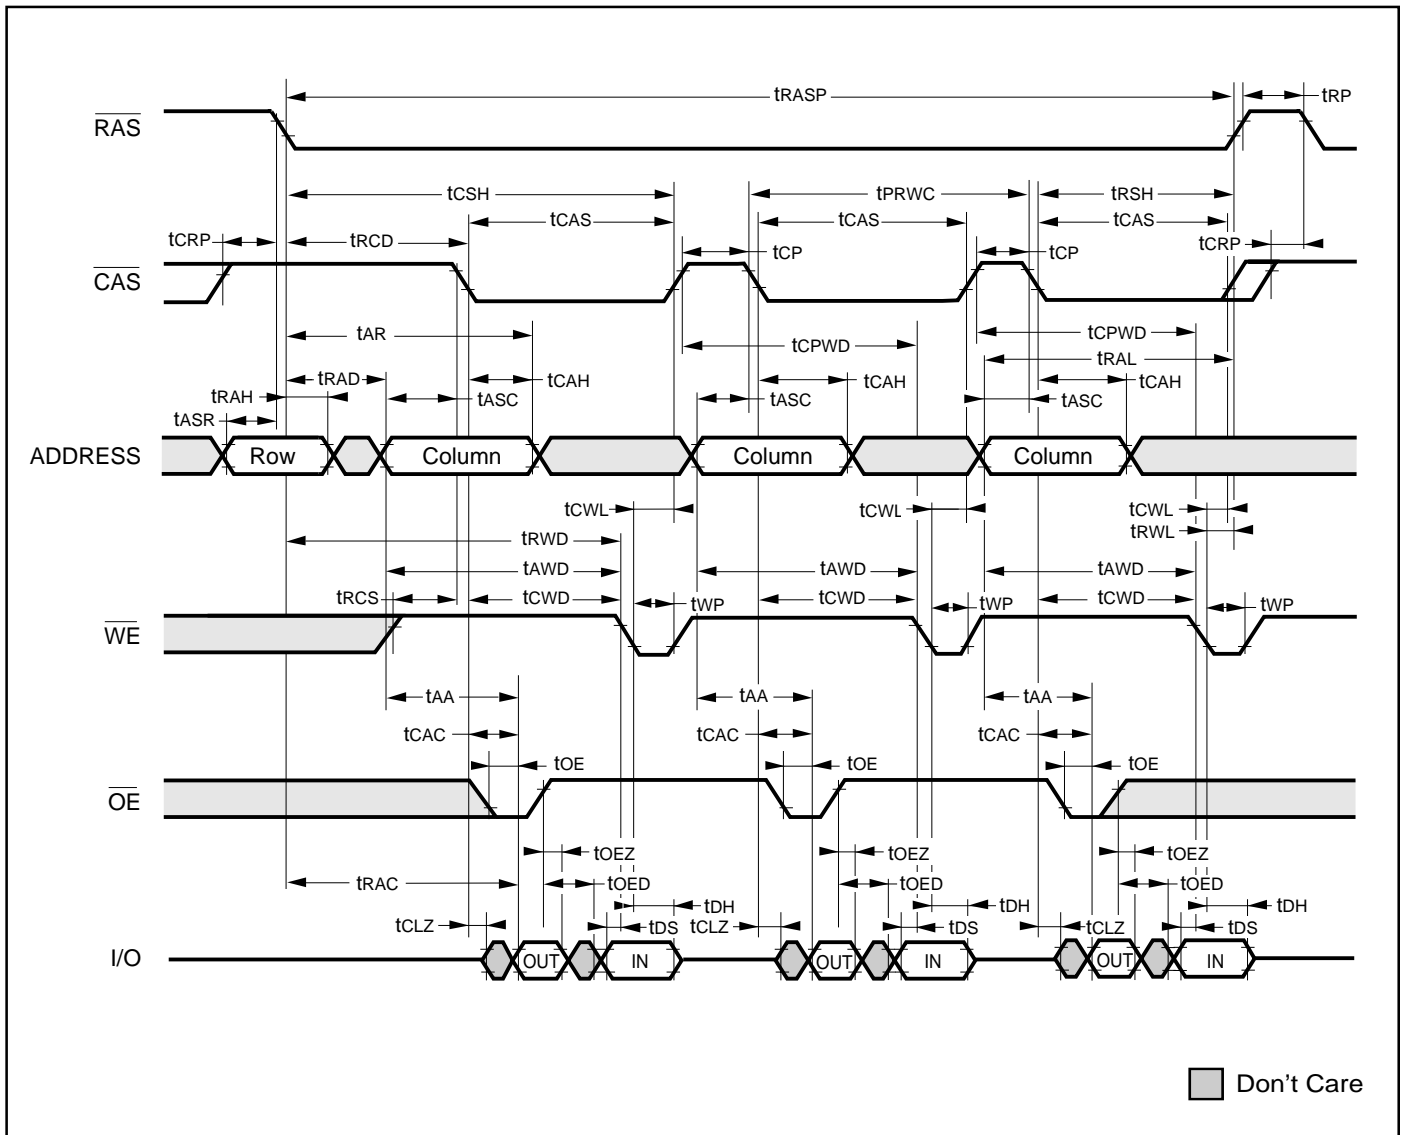 tRASP tRP
RAS
tCSH tPRWC tRSH
tCAS tCAS tCAS
tCRP tRCD tCP tCP tCRP
CAS
tAR tCPWD tCPWD
tRAL
tRAD tCAH tCAH tCAH
tRAH tASC tASC tASC
tASR
ADDRESS Row Column Column Column
tCWL tCWL tCWL
tRWD tRWL
tAWD tAWD tAWD
tRCS tCWD tWP tCWD tWP tCWD tWP
WE
tAA tAA tAA
tCAC tCAC tCAC
tOE tOE tOE
OE
tOEZ tOEZ tOEZ
tRAC tOED tOED tOED
tDH tDH tDH
tCLZ tDS tCLZ tDS tCLZ tDS
I/O OUT IN OUT IN OUT IN
Don't Care